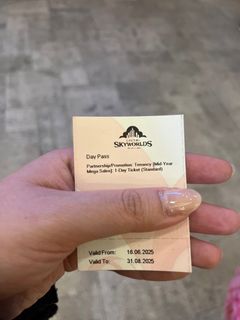 SKYWORLDS
Day Pass
Partnership/Promotion: Tenancy [Mid-Year
Mega Sales]: 1-Day Ticket (Standard)
Valid From: 16.06.2025
Valid To: 31.08.2025